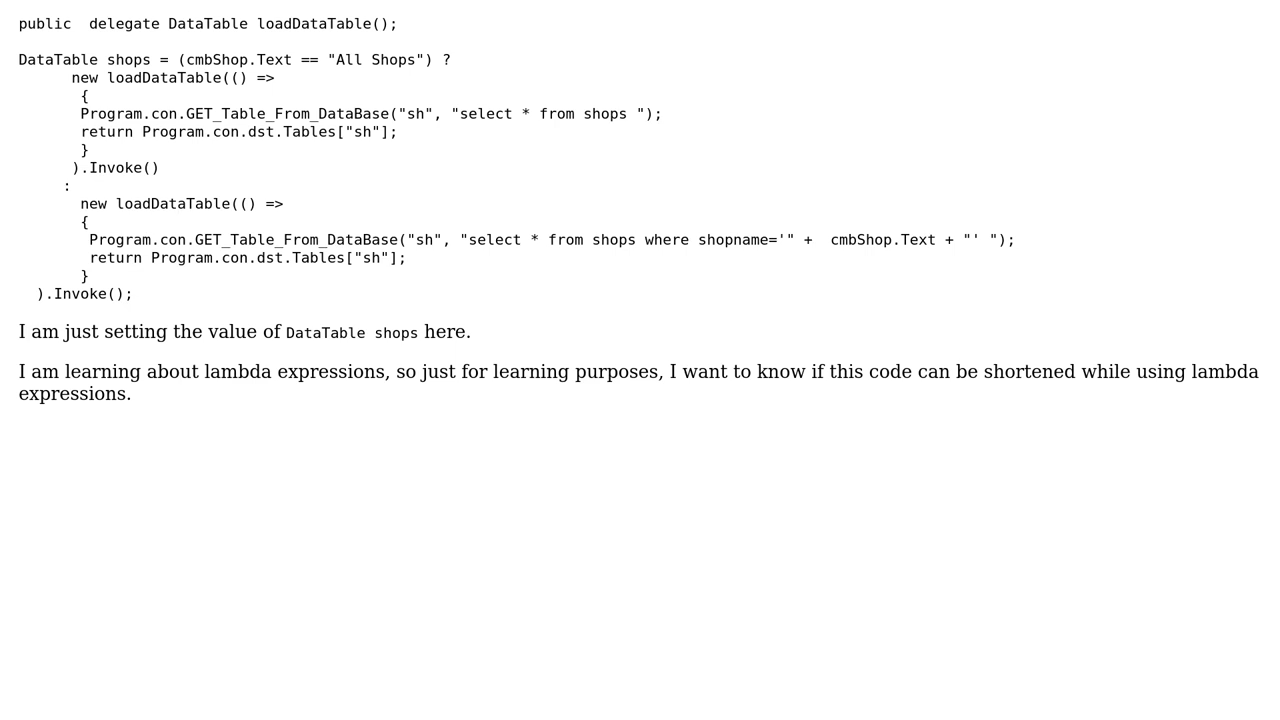 public  delegate DataTable loadDataTable();

DataTable shops = (cmbShop.Text == "All Shops") ?
      new loadDataTable(() =>
       {
       Program.con.GET_Table_From_DataBase("sh", "select * from shops ");
       return Program.con.dst.Tables["sh"];
       }
      ).Invoke()
     :
       new loadDataTable(() =>
       {
        Program.con.GET_Table_From_DataBase("sh", "select * from shops where shopname='" +  cmbShop.Text + "' ");
        return Program.con.dst.Tables["sh"];
       }
  ).Invoke();
I am just setting the value of DataTable shops here.
I am learning about lambda expressions, so just for learning purposes, I want to know if this code can be shortened while using lambda
expressions.